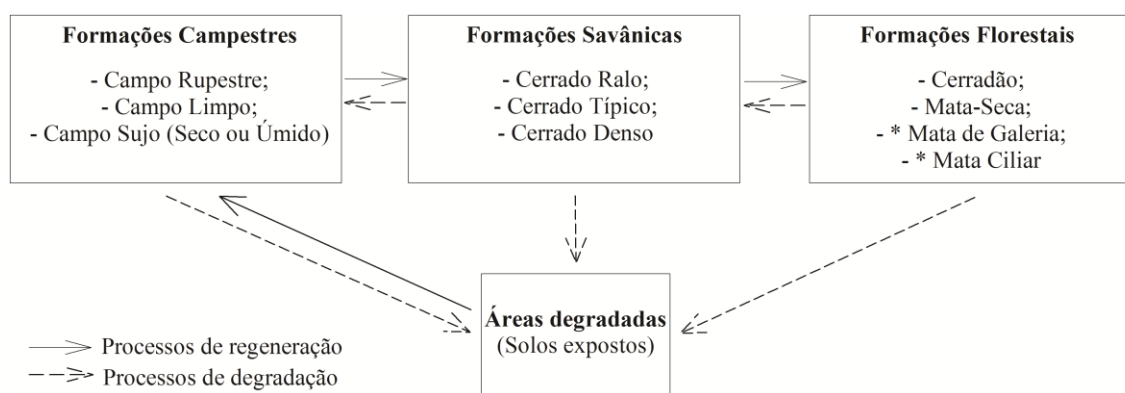 Formações Campestres
- Campo Rupestre;
- Campo Limpo;
- Campo Sujo (Seco ou Úmido)
Formações Savânicas
- Cerrado Ralo;
- Cerrado Típico;
- Cerrado Denso
Formações Florestais
- Cerradão;
- Mata-Seca;
- * Mata de Galeria;
- * Mata Ciliar
Áreas degradadas
(Solos expostos)
Processos de regeneração
Processos de degradação